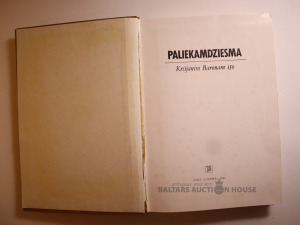 PALIEKAMDZIESMA
Krišjānim Baronam 150
BALTARS AUCTION HOUSE